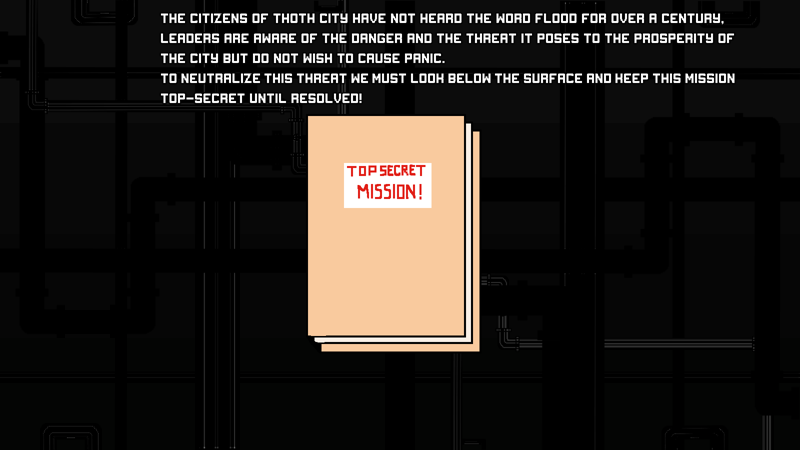 THE CITIZENS OF THOTH CITY HAVE NOT HEARD THE WORD FLOOD FOR OVER A CENTURY,
LEADERS ARE AWARE OF THE DANGER AND THE THREAT IT POSES TO THE PROSPERITY OF
THE CITY BUT DO NOT WISH TO CAUSE PANIC.
TO NEUTRALIZE THIS THREAT WE MUST LOOK BELOW THE SURFACE AND KEEP THIS MISSION
TOP-SECRET UNTIL RESOLVED!
TOP SECRET
MISSION!